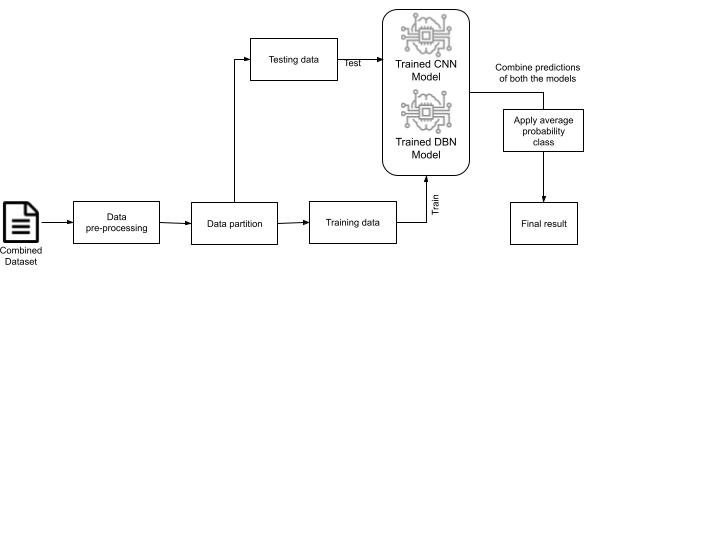 Testing data
Test
Trained CNN
Model
Trained DBN
Model
Combine predictions
of both the models
Apply average
probability
class
Final result
Combined
Dataset
Data
pre-processing
Data partition
Training data
Train